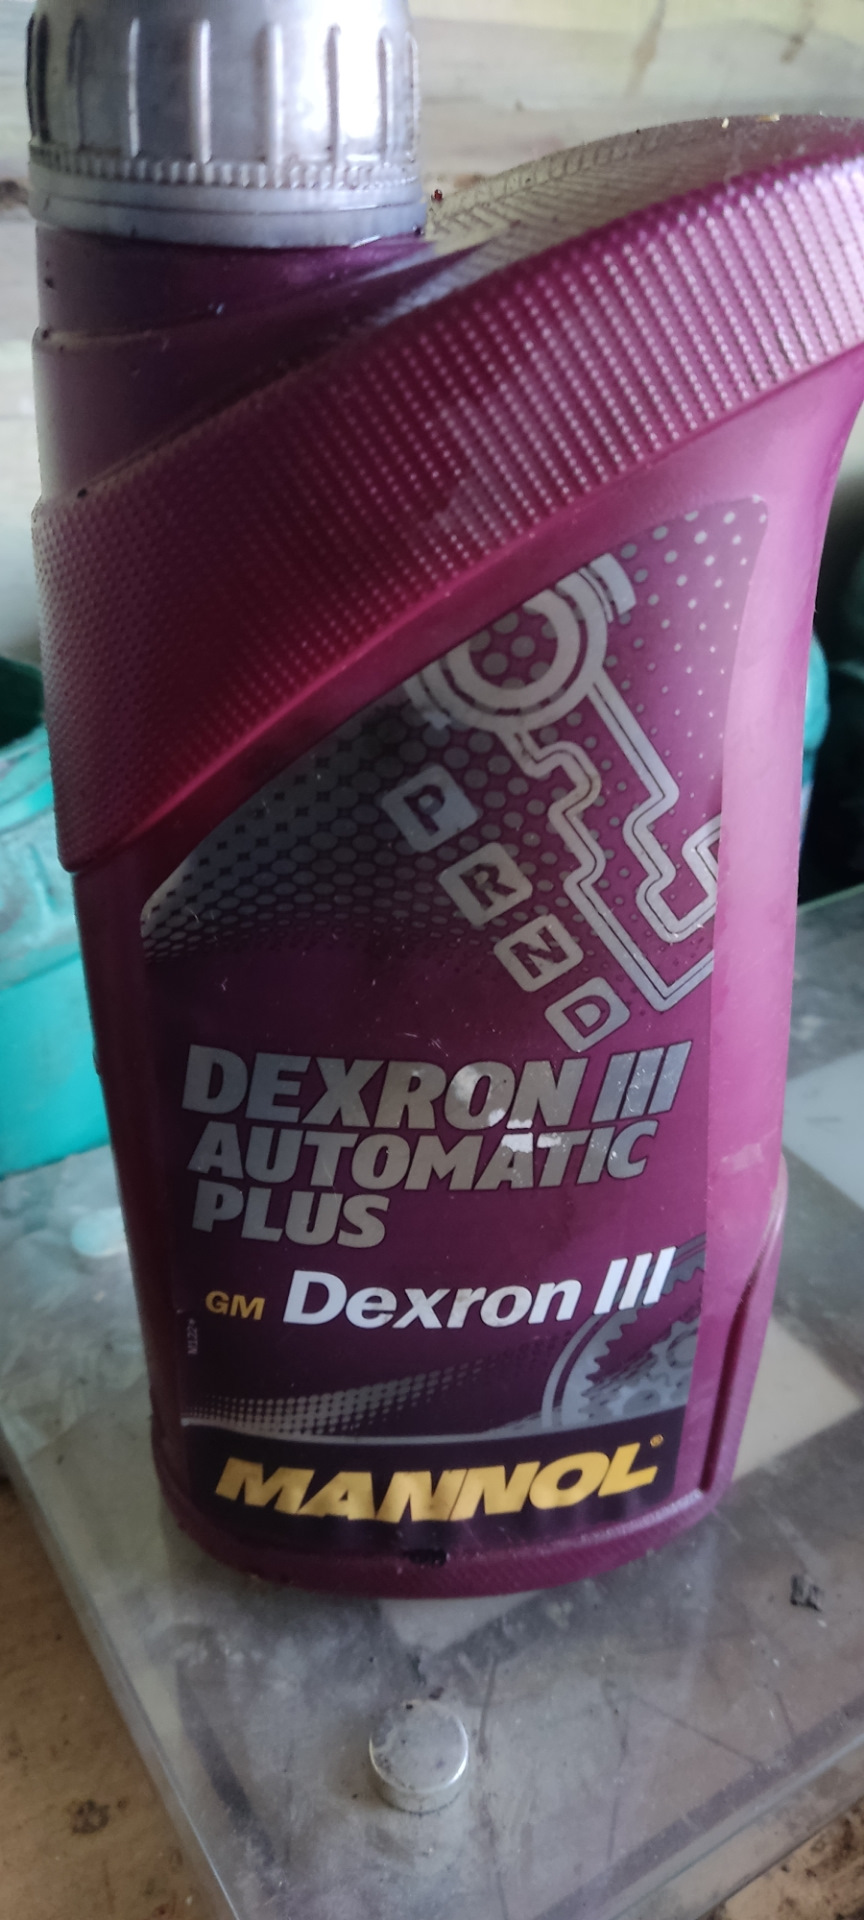 P
R
N
D
DEXRON III
AUTOMATIC
PLUS
GM Dexron III
MANNOL®